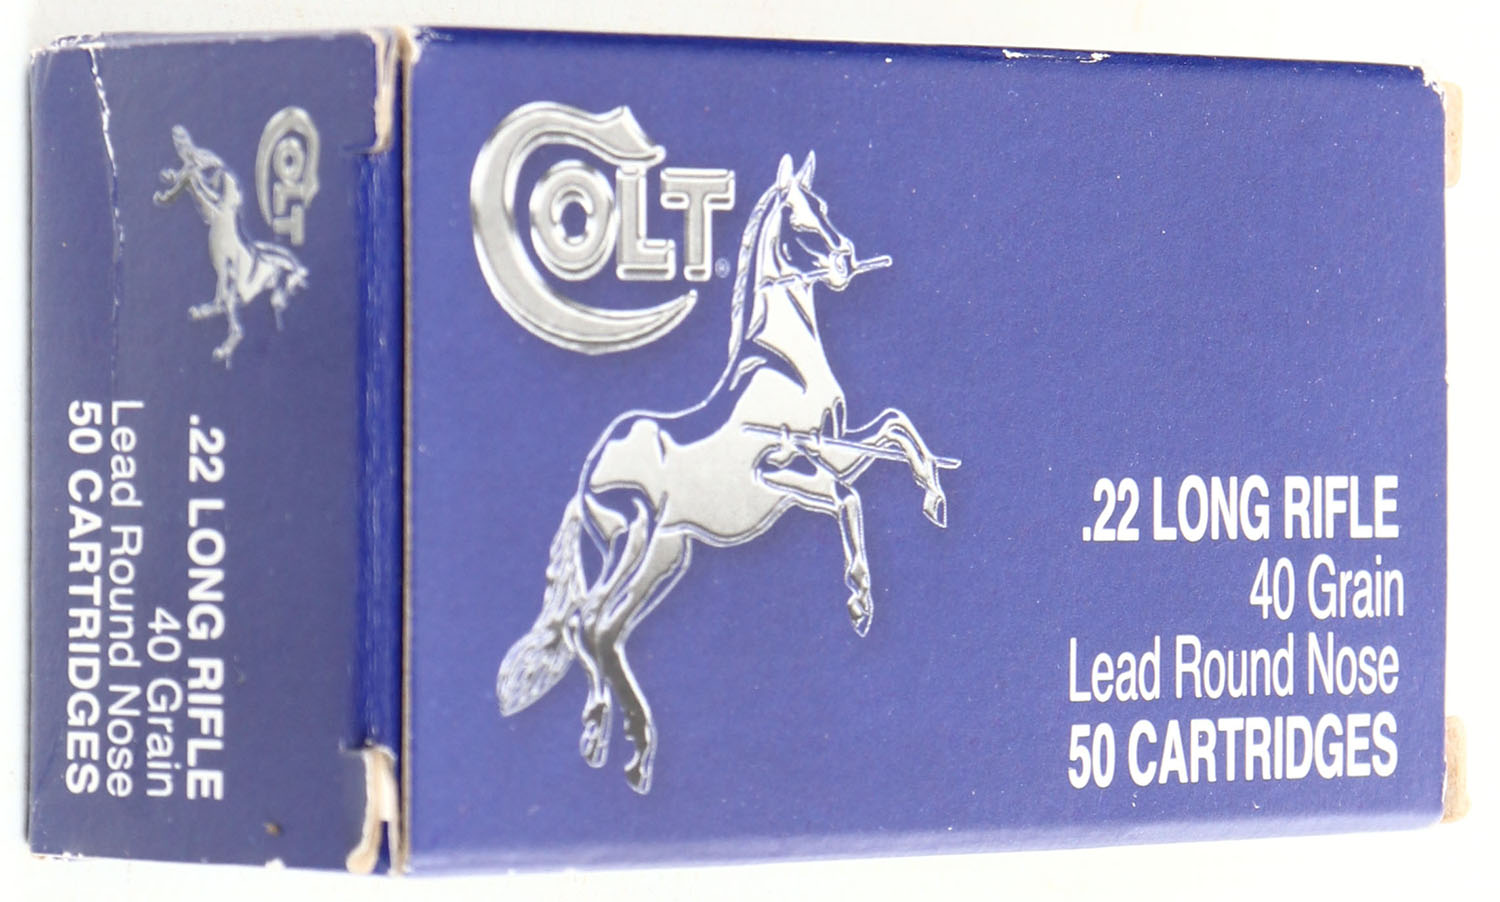 COLT
.22 LONG RIFLE
40 Grain
Lead Round Nose
50 CARTRIDGES
COLT®
.22 LONG RIFLE
40 Grain
Lead Round Nose
50 CARTRIDGES